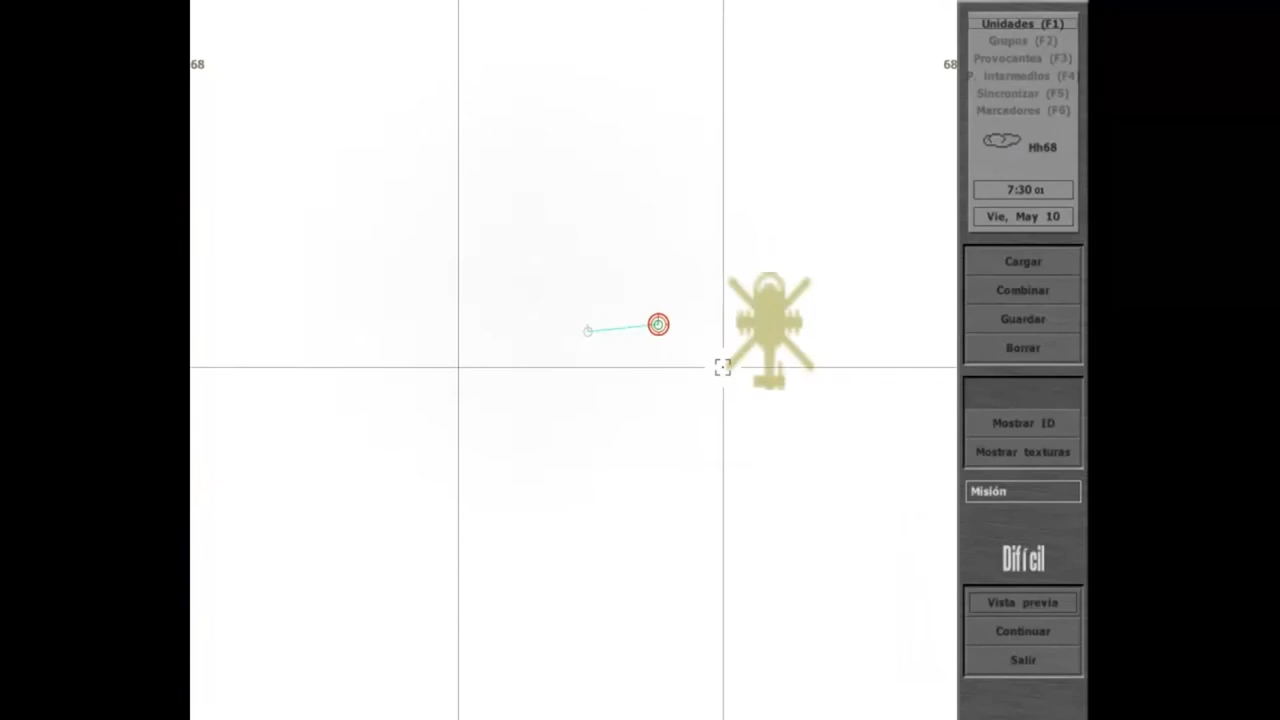 68
68
Unidades (F1)
Grupos (F2)
Provocantes (F3)
P. intermedios (F4
Sincronizar (F5)
Marcadores (F6)
Hh68
7:30 01
Vie, May 10
Cargar
Combinar
Guardar
Borrar
Mostrar ID
Mostrar texturas
Misión
Difícil
Vista previa
Continuar
Salir